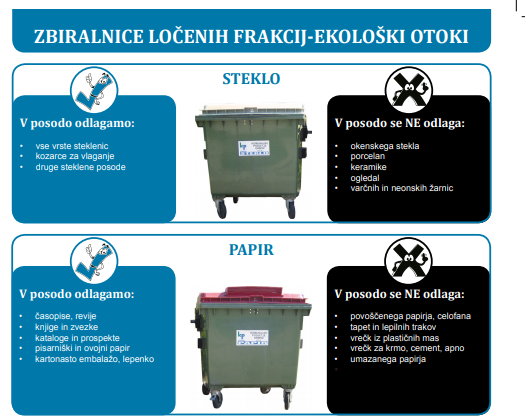 ZBIRALNICE LOČENIH FRAKCIJ-EKOLOŠKI OTOKI
STEKLO
V posodo odlagamo:
• vse vrste steklenic
• kozarce za vlaganje
• druge steklene posode
V posodo se NE odlaga:
• okenskega stekla
• porcelan
• keramike
• ogledal
• varčnih in neonskih žarnic
PAPIR
V posodo odlagamo:
• časopise, revije
• knjige in zvezke
• kataloge in prospekte
• pisarniški in ovojni papir
• kartonasto embalažo, lepenko
V posodo se NE odlaga:
• povoščenega papirja, celofana
• tapet in lepilnih trakov
• vrečk iz plastičnih mas
• vrečk za krmo, cement, apno
• umazanega papirja